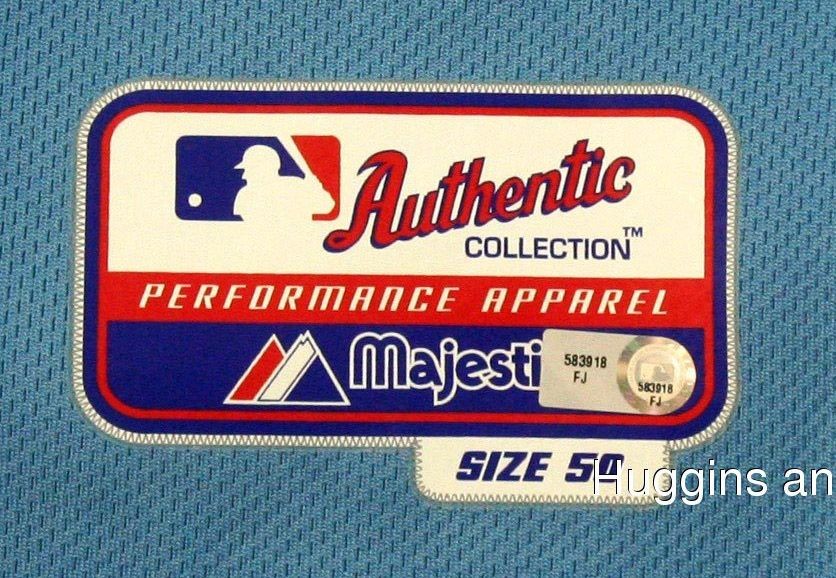 Authentic
COLLECTION™
PERFORMANCE APPAREL
Majesti
583918
FJ
583918
FJ
SIZE 50
Huggins an